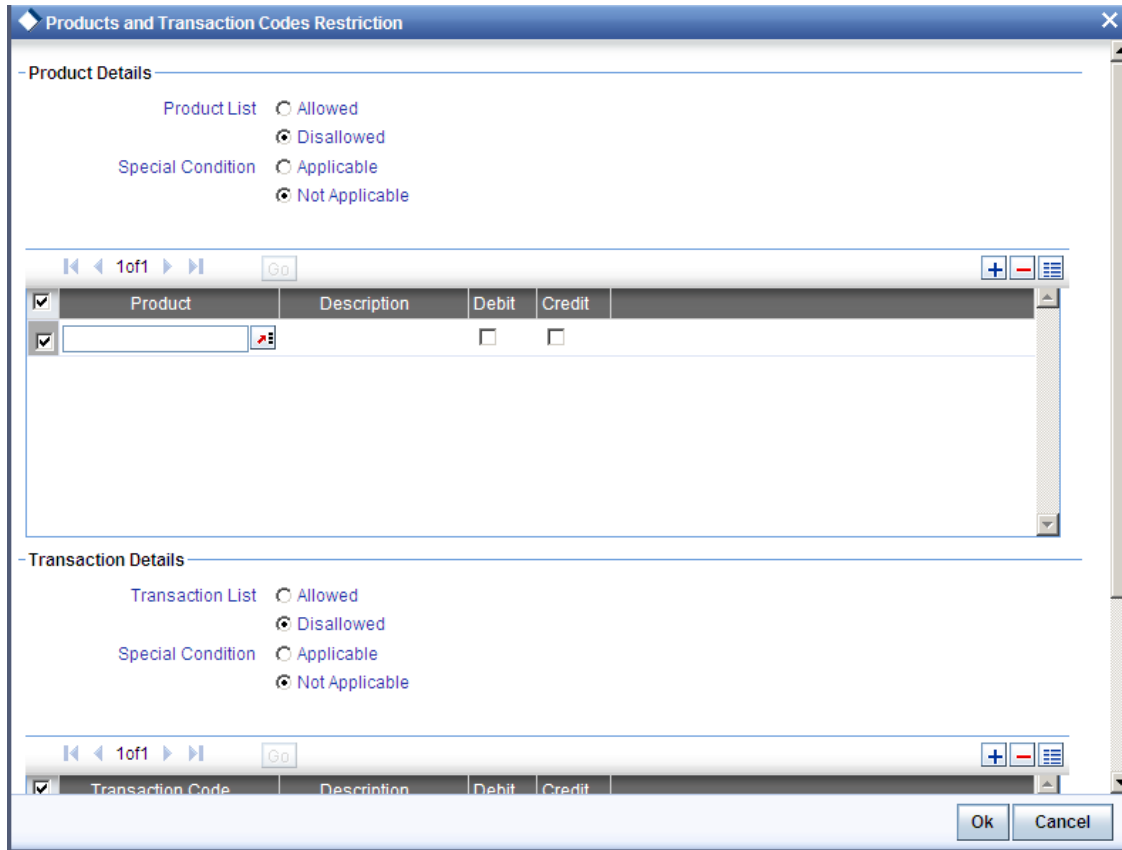 Products and Transaction Codes Restriction
Product Details
Product List Allowed
Disallowed
Special Condition Applicable
Not Applicable
1of1 Go
Product Description Debit Credit
Transaction Details
Transaction List Allowed
Disallowed
Special Condition Applicable
Not Applicable
1of1 Go
Transaction Code Description Debit Credit
Ok Cancel